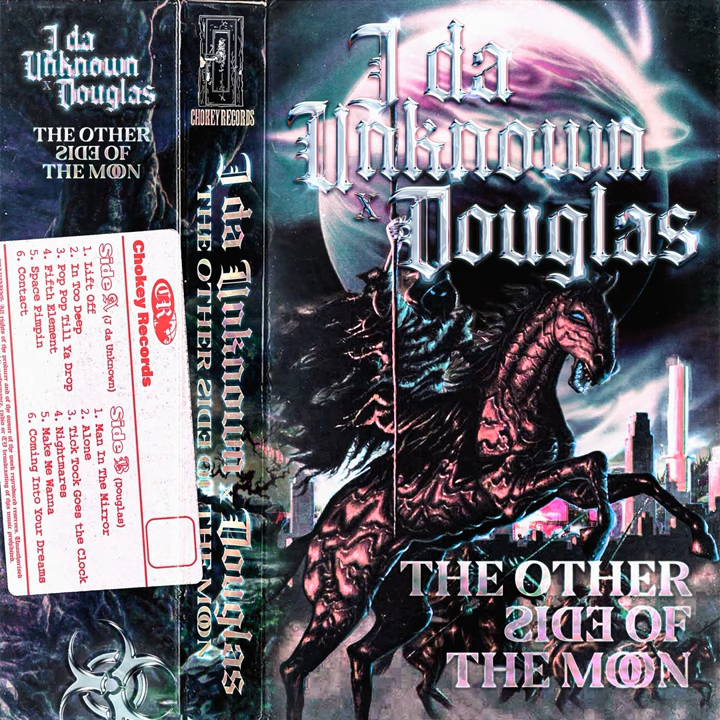 J da
Unknown
x
Douglas
THE OTHER
SIDE OF
THE MOON
CR
Chokey Records
Side A (J da Unknown)
1. Lift Off
2. In Too Deep
3. Pop Pop Till Ya Drop
4. Fifth Element
5. Space Pimpin
6. Contact
Side B (Douglas)
1. Man In The Mirror
2. Alone
3. Tick Tock Goes the Clock
4. Nightmares
5. Make Me Wanna
6. Coming Into Your Dreams
CHOKEY RECORDS
J da Unknown x Douglas
THE OTHER SIDE OF THE MOON
J da
Unknown
x
Douglas
THE OTHER
SIDE OF
THE MOON